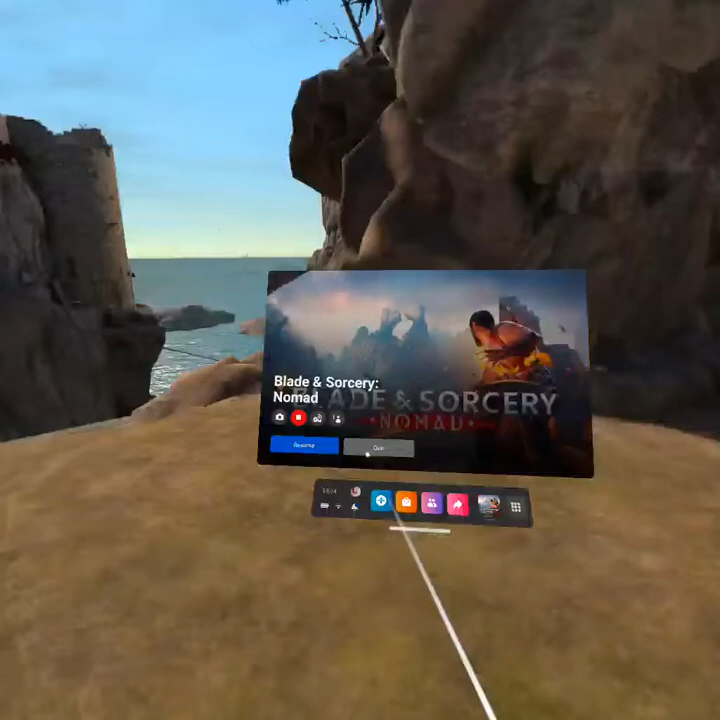 Blade & Sorcery:
Nomad
BLADE & SORCERY
NOMAD
Resume
Quit